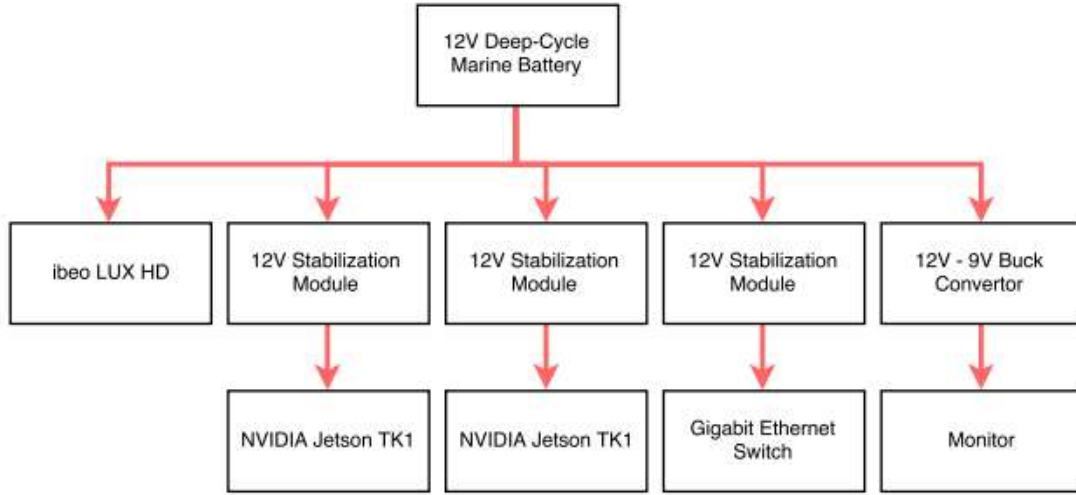 12V Deep-Cycle
Marine Battery
ibeo LUX HD
12V Stabilization
Module
12V Stabilization
Module
12V Stabilization
Module
12V - 9V Buck
Convertor
NVIDIA Jetson TK1
NVIDIA Jetson TK1
Gigabit Ethernet
Switch
Monitor